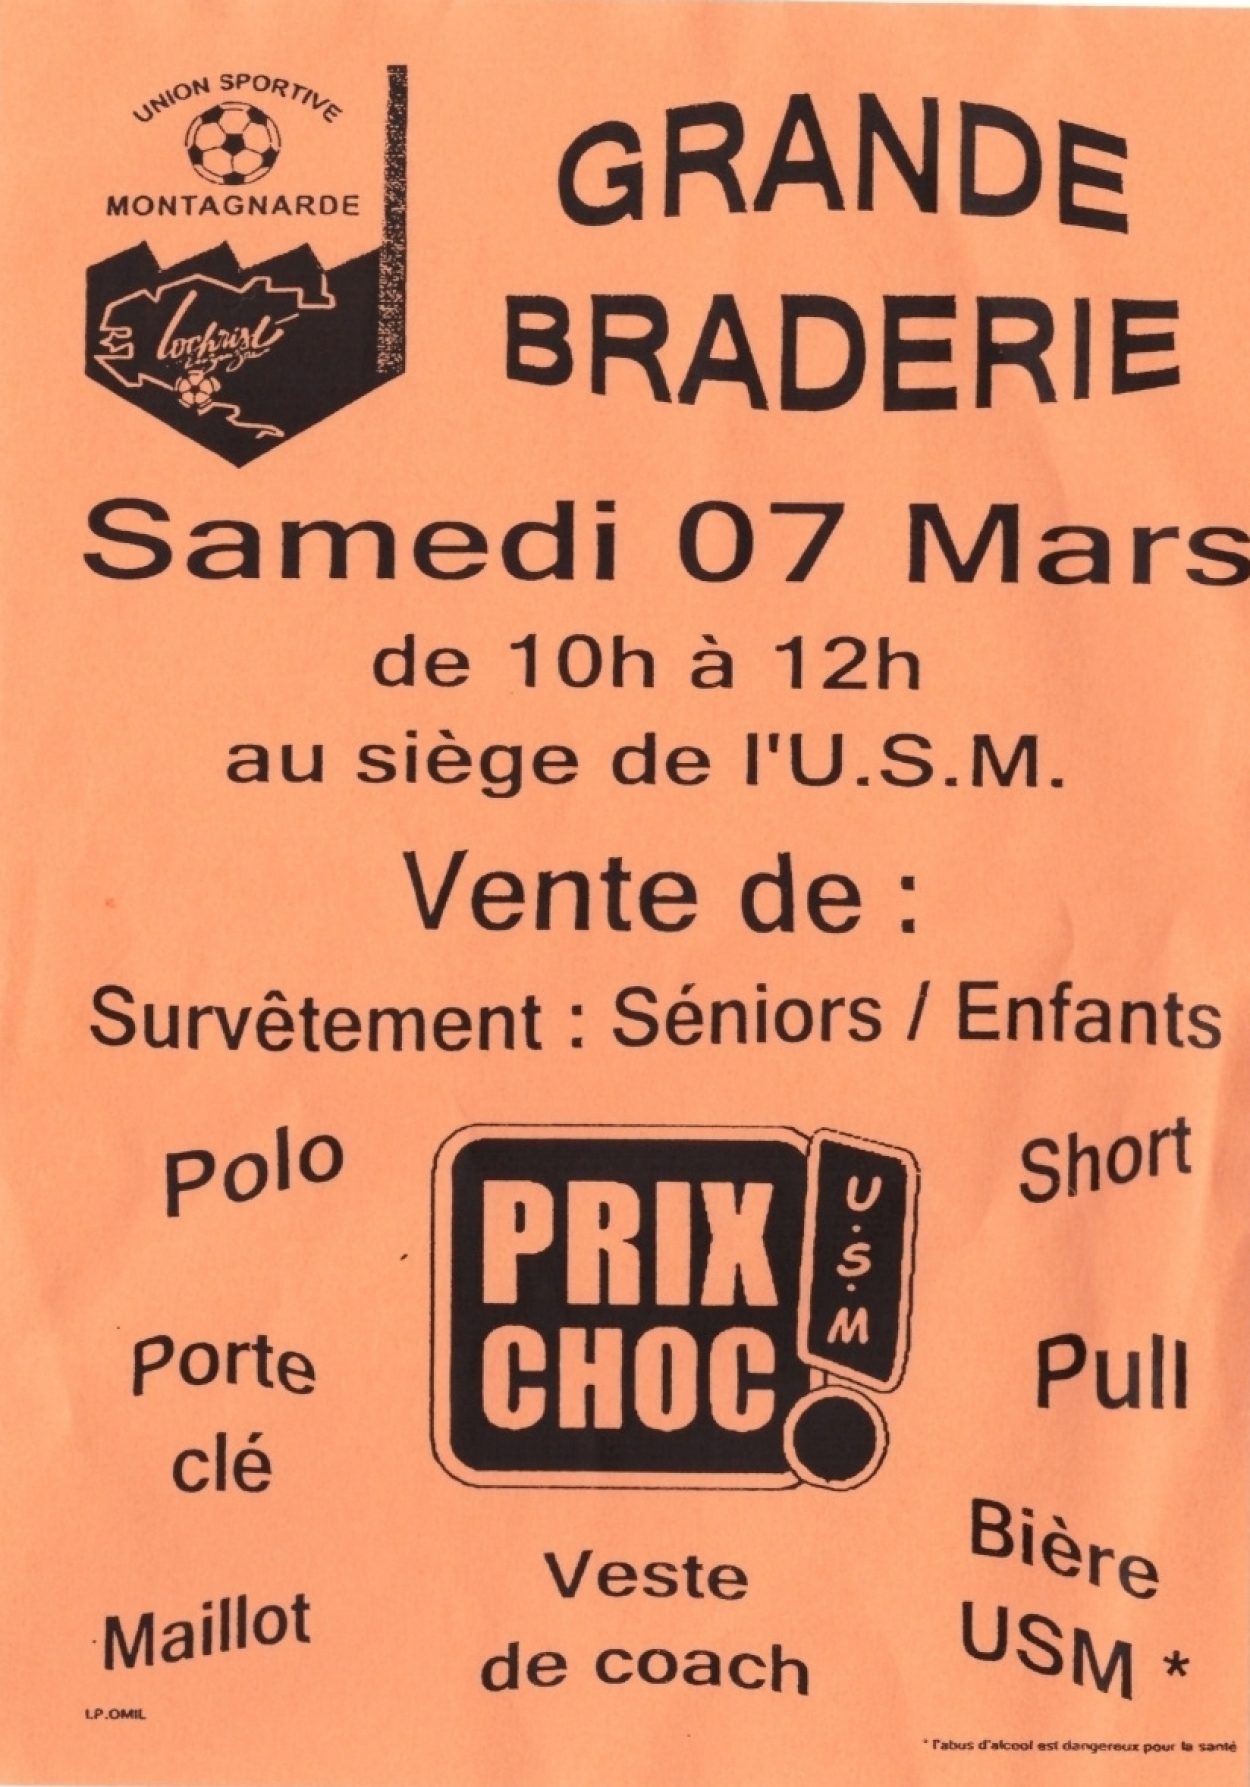 UNION SPORTIVE
MONTAGNARDE
Lochrist
GRANDE
BRADERIE
Samedi 07 Mars
de 10h à 12h
au siège de l'U.S.M.
Vente de :
Survêtement : Séniors / Enfants
Polo
Short
PRIX
CHOC
U.S.M
Porte
clé
Pull
Maillot
Veste
de coach
Bière
USM *
I.P.OMIL
* l'abus d'alcool est dangereux pour la santé